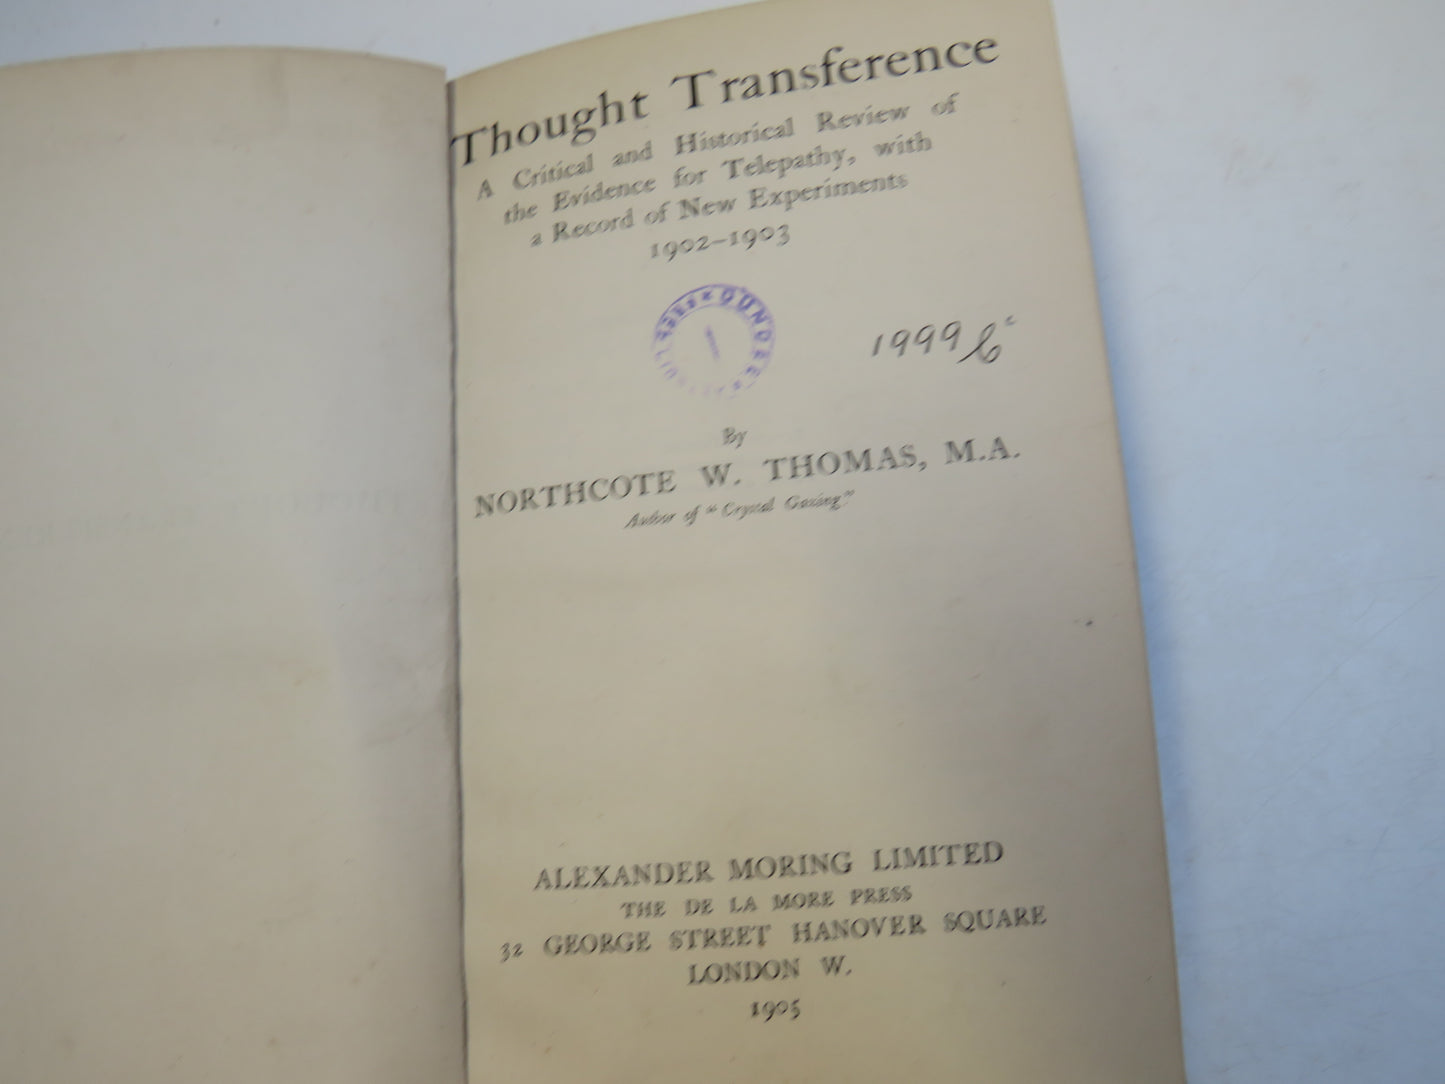 Thought Transference
A Critical and Historical Review of
the Evidence for Telepathy, with
a Record of New Experiments
1902–1903
DUNDEE
1999
By
NORTHCOTE W. THOMAS, M.A.
Author of "Crystal Gazing"
ALEXANDER MORING LIMITED
THE DE LA MORE PRESS
32 GEORGE STREET HANOVER SQUARE
LONDON W.
1905